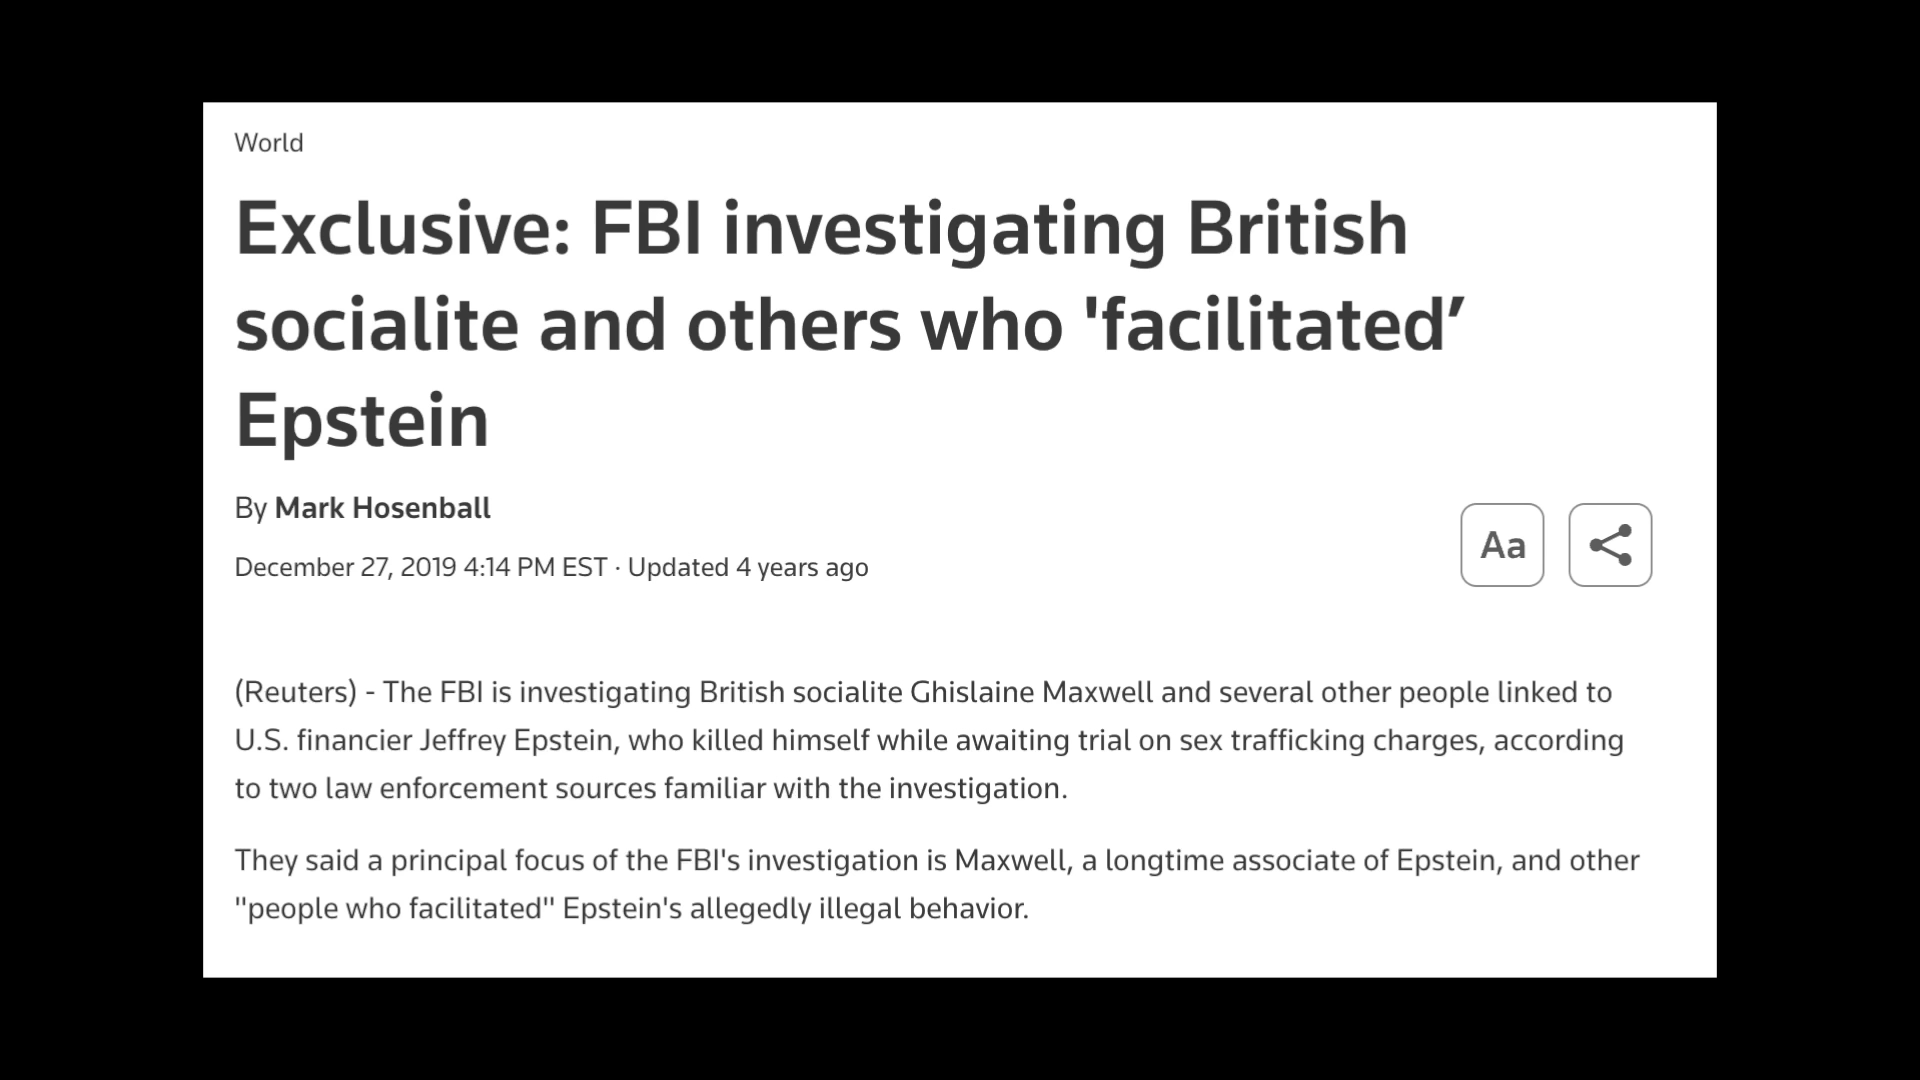 World
Exclusive: FBI investigating British
socialite and others who 'facilitated’
Epstein
By Mark Hosenball
December 27, 2019 4:14 PM EST · Updated 4 years ago
Aa
(Reuters) - The FBI is investigating British socialite Ghislaine Maxwell and several other people linked to
U.S. financier Jeffrey Epstein, who killed himself while awaiting trial on sex trafficking charges, according
to two law enforcement sources familiar with the investigation.
They said a principal focus of the FBI's investigation is Maxwell, a longtime associate of Epstein, and other
"people who facilitated" Epstein's allegedly illegal behavior.